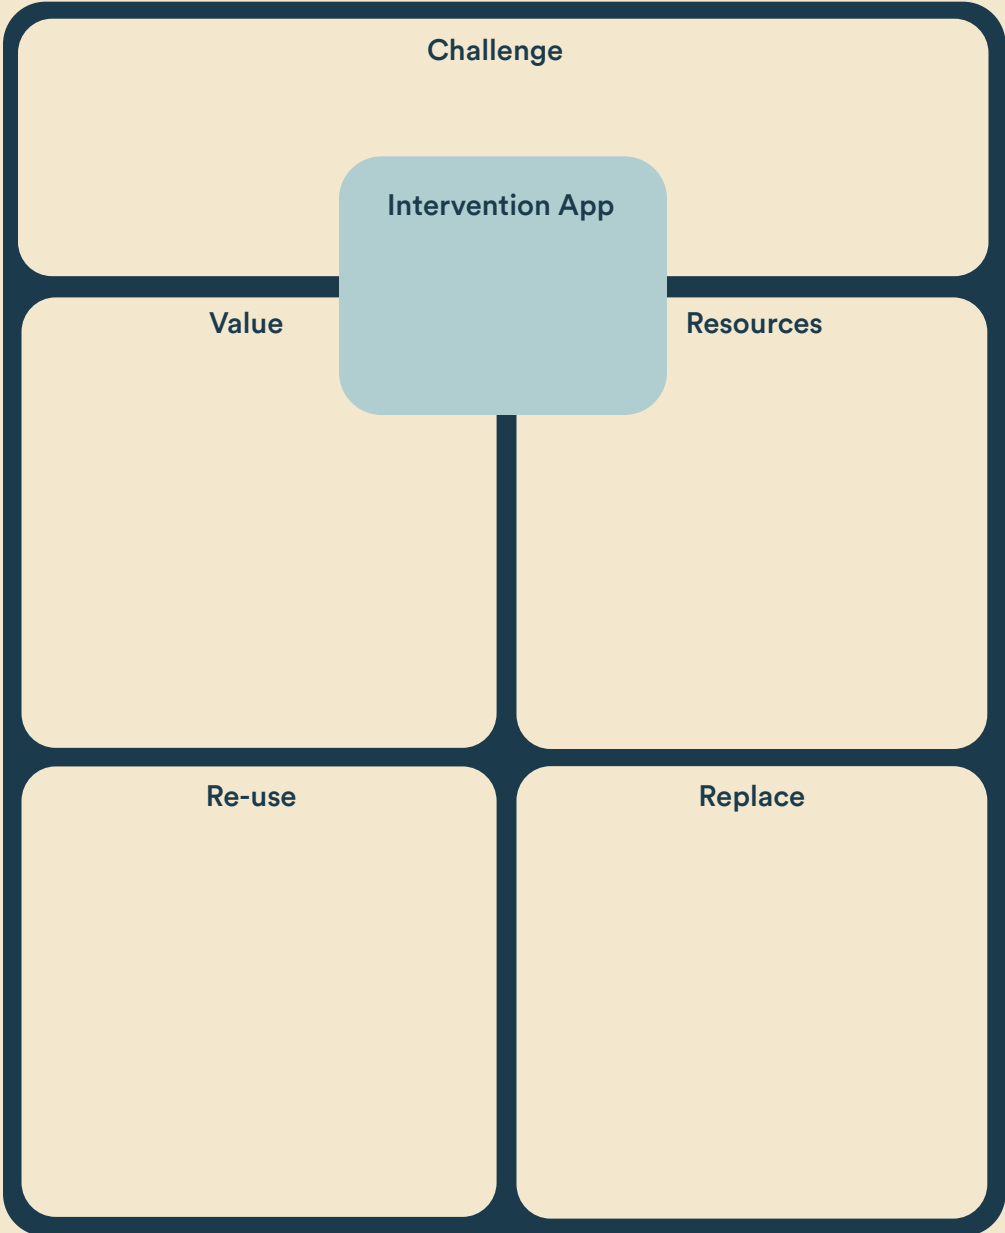 Challenge
Intervention App
Value
Resources
Re-use
Replace